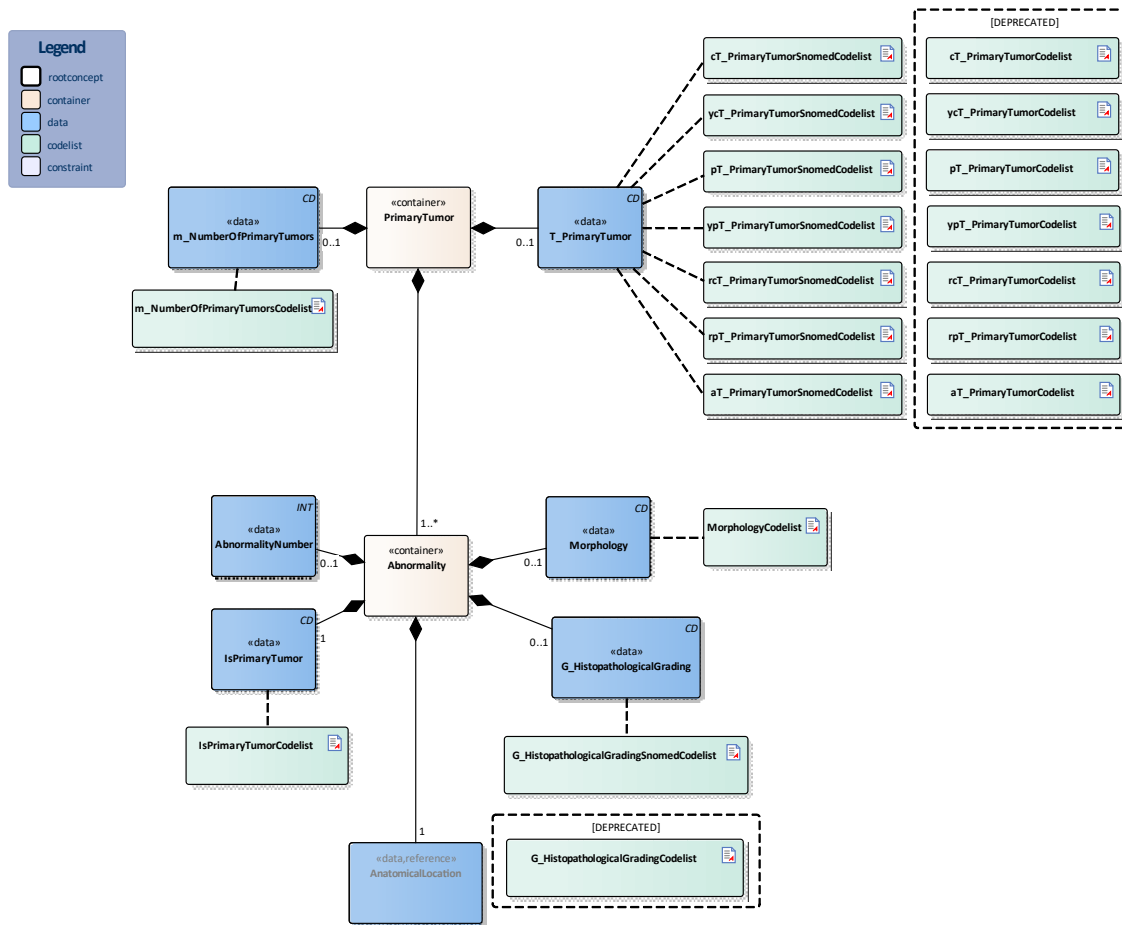 Legend
rootconcept
container
data
codelist
constraint
[DEPRECATED]
cT_PrimaryTumorSnomedCodelist
cT_PrimaryTumorCodelist
ycT_PrimaryTumorSnomedCodelist
ycT_PrimaryTumorCodelist
pT_PrimaryTumorSnomedCodelist
pT_PrimaryTumorCodelist
ypT_PrimaryTumorSnomedCodelist
ypT_PrimaryTumorCodelist
rcT_PrimaryTumorSnomedCodelist
rcT_PrimaryTumorCodelist
rpT_PrimaryTumorSnomedCodelist
rpT_PrimaryTumorCodelist
aT_PrimaryTumorSnomedCodelist
aT_PrimaryTumorCodelist
CD
«data»
m_NumberOfPrimaryTumors
0..1
«container»
PrimaryTumor
CD
«data»
T_PrimaryTumor
0..1
m_NumberOfPrimaryTumorsCodelist
1..*
INT
«data»
AbnormalityNumber
0..1
«container»
Abnormality
CD
«data»
Morphology
0..1
MorphologyCodelist
CD
«data»
IsPrimaryTumor
1
CD
«data»
G_HistopathologicalGrading
0..1
IsPrimaryTumorCodelist
G_HistopathologicalGradingSnomedCodelist
1
«data,reference»
AnatomicalLocation
[DEPRECATED]
G_HistopathologicalGradingCodelist